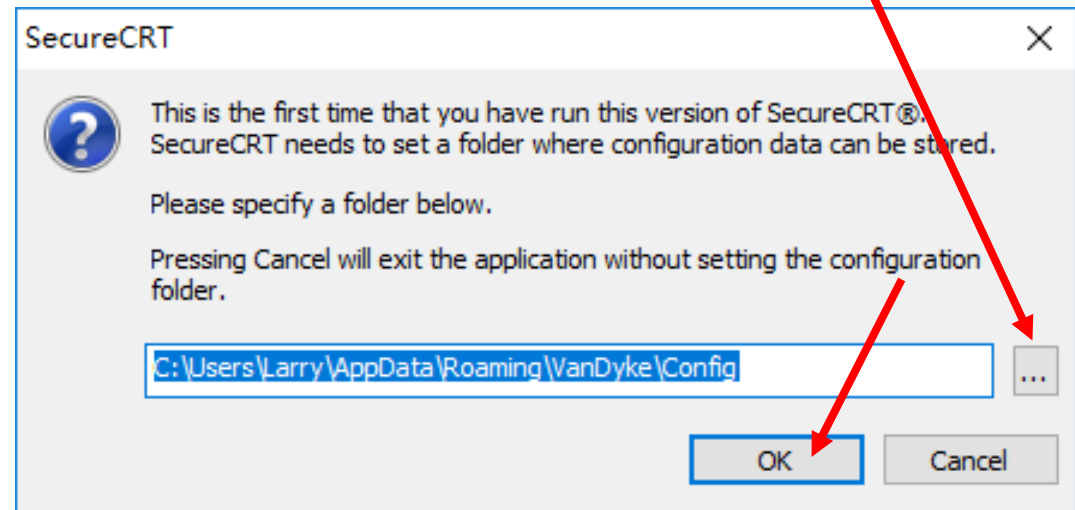 SecureCRT
This is the first time that you have run this version of SecureCRT®.
SecureCRT needs to set a folder where configuration data can be stored.
Please specify a folder below.
Pressing Cancel will exit the application without setting the configuration
folder.
C:\Users\Larry\AppData\Roaming\VanDyke\Config
...
OK
Cancel